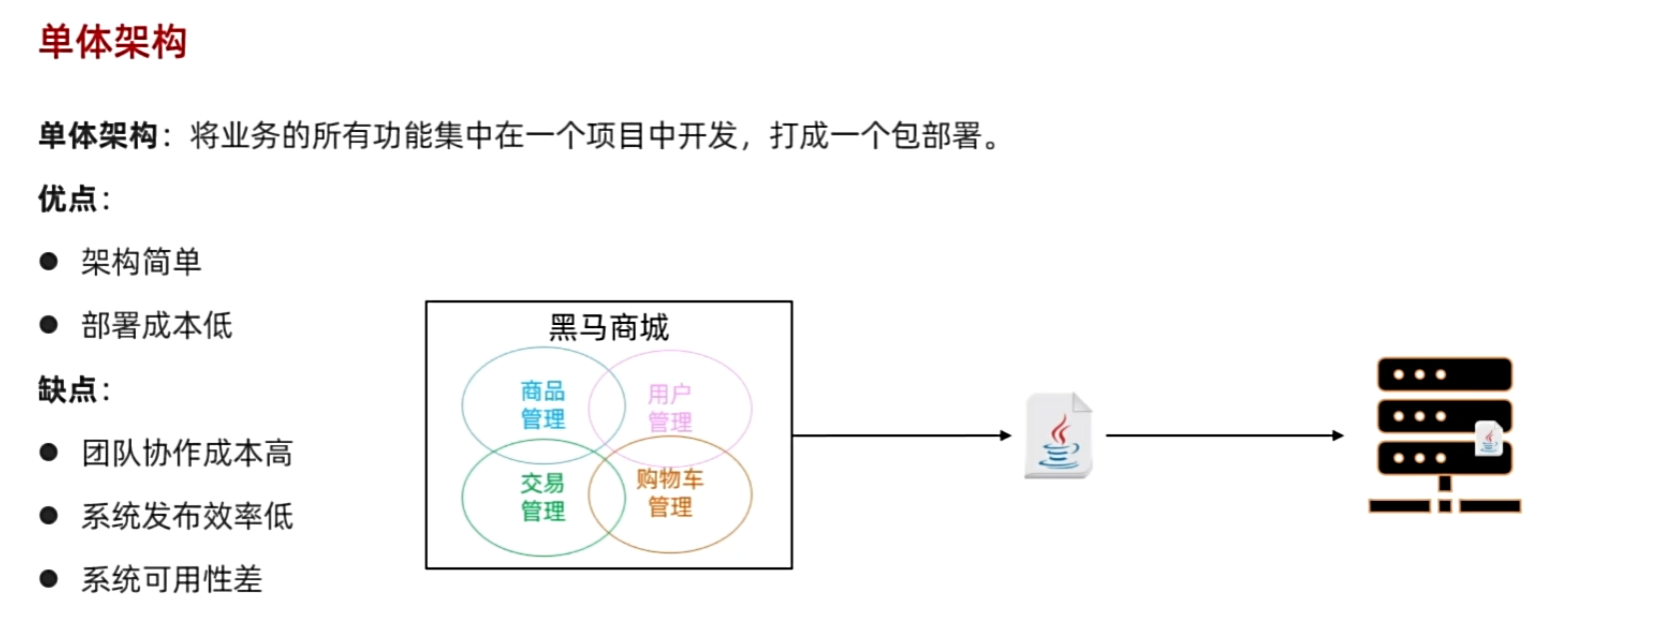 单体架构
单体架构：将业务的所有功能集中在一个项目中开发，打成一个包部署。
优点：
● 架构简单
● 部署成本低
缺点：
● 团队协作成本高
● 系统发布效率低
● 系统可用性差
黑马商城
商品
管理
用户
管理
交易
管理
购物车
管理